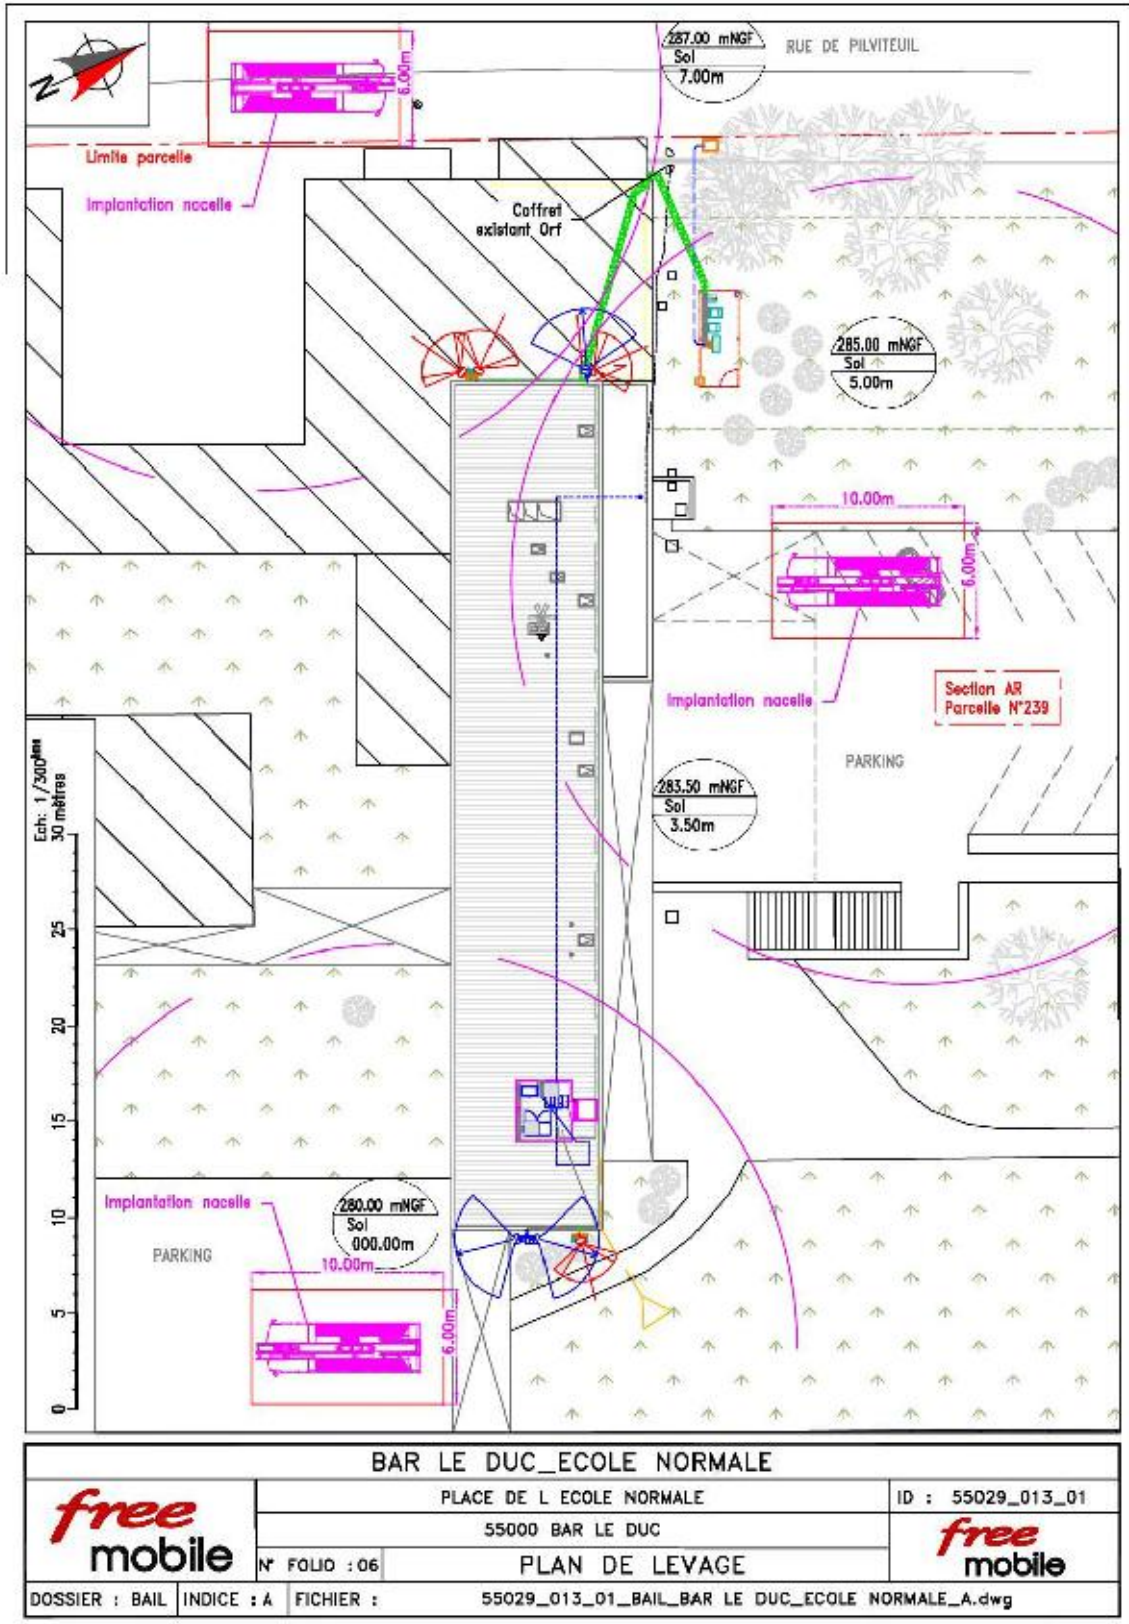 N
287.00 mNGF
Sol
7.00m
RUE DE PILVITEUIL
6.00m
Limite parcelle
Implantation nacelle
Coffret
existant Orf
285.00 mNGF
Sol
5.00m
10.00m
6.00m
Implantation nacelle
Section AR
Parcelle N°239
PARKING
283.50 mNGF
Sol
3.50m
Ech: 1/300ème
30 mètres
25
20
15
10
5
0
Implantation nacelle
280.00 mNGF
Sol
000.00m
PARKING
10.00m
6.00m
BAR LE DUC_ECOLE NORMALE
free
mobile
PLACE DE L ECOLE NORMALE
ID : 55029_013_01
55000 BAR LE DUC
free
mobile
N° FOLIO : 06
PLAN DE LEVAGE
DOSSIER : BAIL
INDICE : A
FICHIER :
55029_013_01_BAIL_BAR LE DUC_ECOLE NORMALE_A.dwg